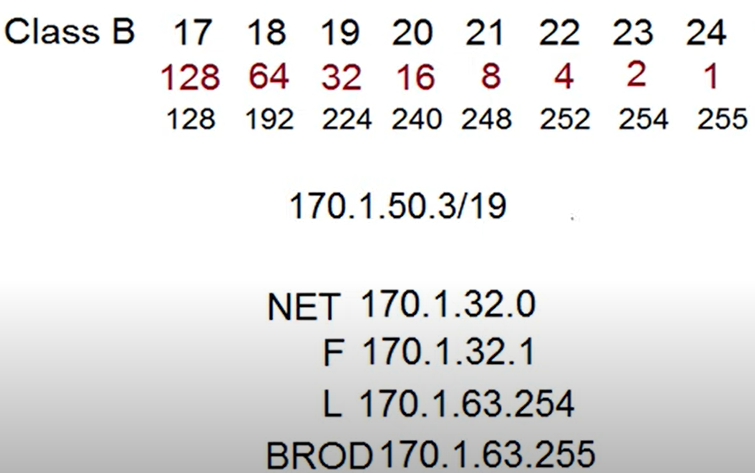 Class B 17 18 19 20 21 22 23 24
128 64 32 16 8 4 2 1
128 192 224 240 248 252 254 255
170.1.50.3/19
NET 170.1.32.0
F 170.1.32.1
L 170.1.63.254
BROD 170.1.63.255